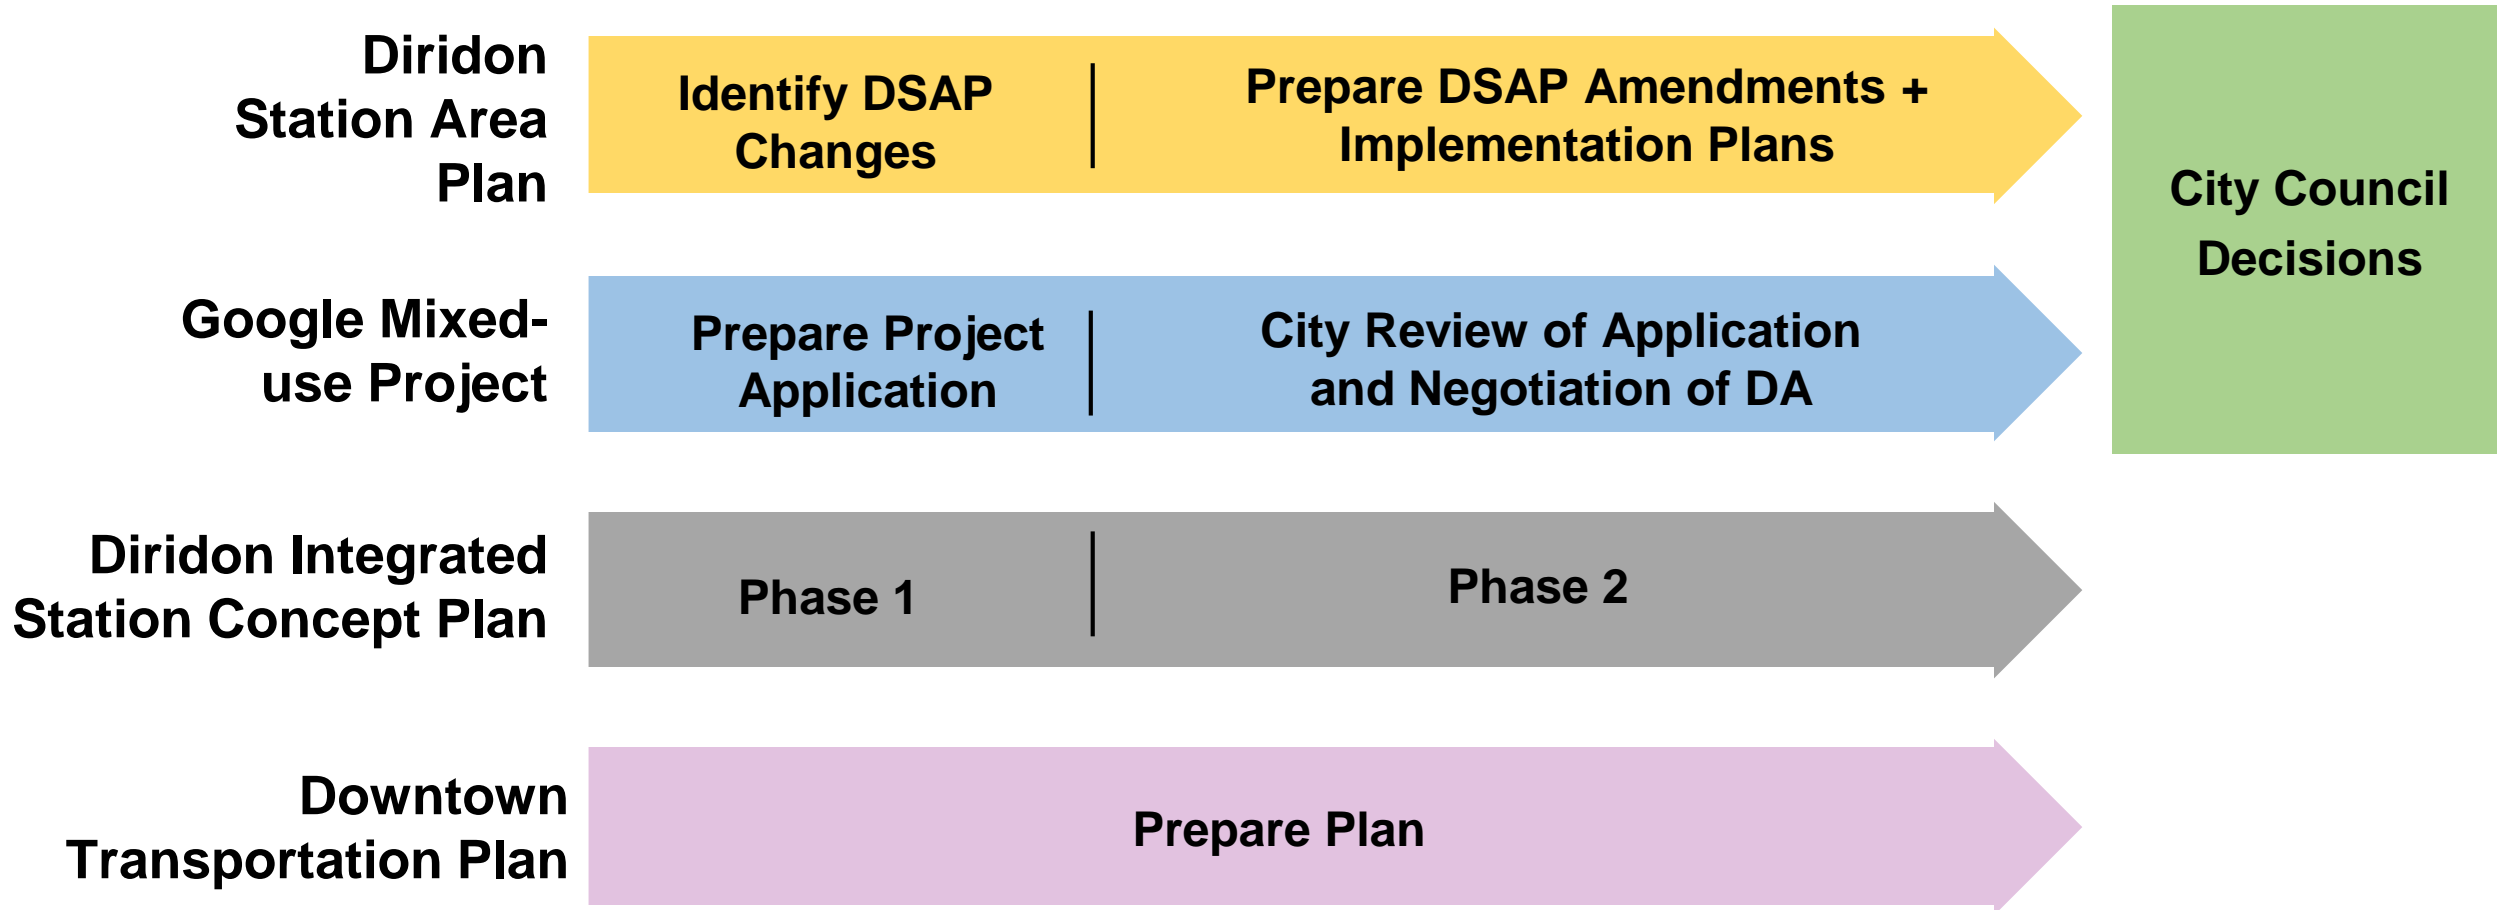 Diridon
Station Area
Plan
Identify DSAP
Changes
Prepare DSAP Amendments +
Implementation Plans
City Council
Decisions
Google Mixed-
use Project
Prepare Project
Application
City Review of Application
and Negotiation of DA
Diridon Integrated
Station Concept Plan
Phase 1
Phase 2
Downtown
Transportation Plan
Prepare Plan